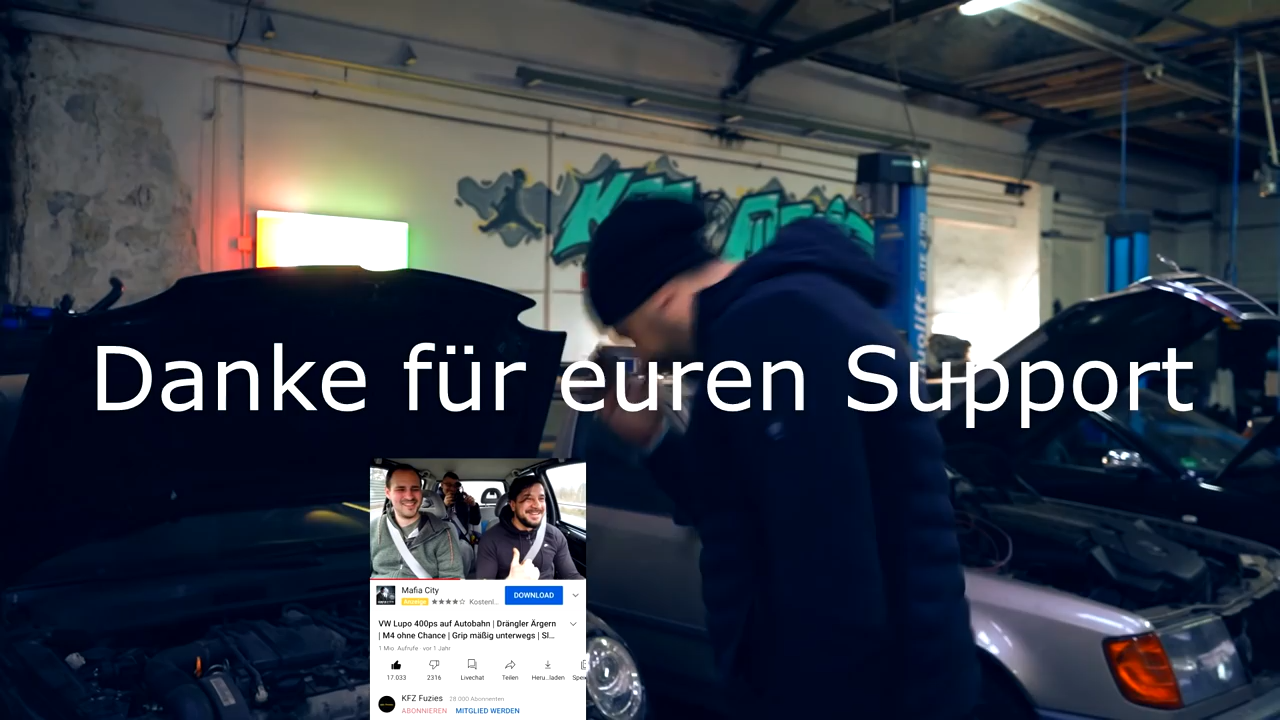 Danke für euren Support
Mafia City
Anzeige ★★★★☆ Kostenl...
DOWNLOAD
VW Lupo 400ps auf Autobahn | Drängler Ärgern
| M4 ohne Chance | Grip mäßig unterwegs | Sl...
1 Mio. Aufrufe · vor 1 Jahr
17.033 2316 Livechat Teilen Heru...laden
KFZ Fuzies 28 000 Abonnenten
ABONNIEREN MITGLIED WERDEN